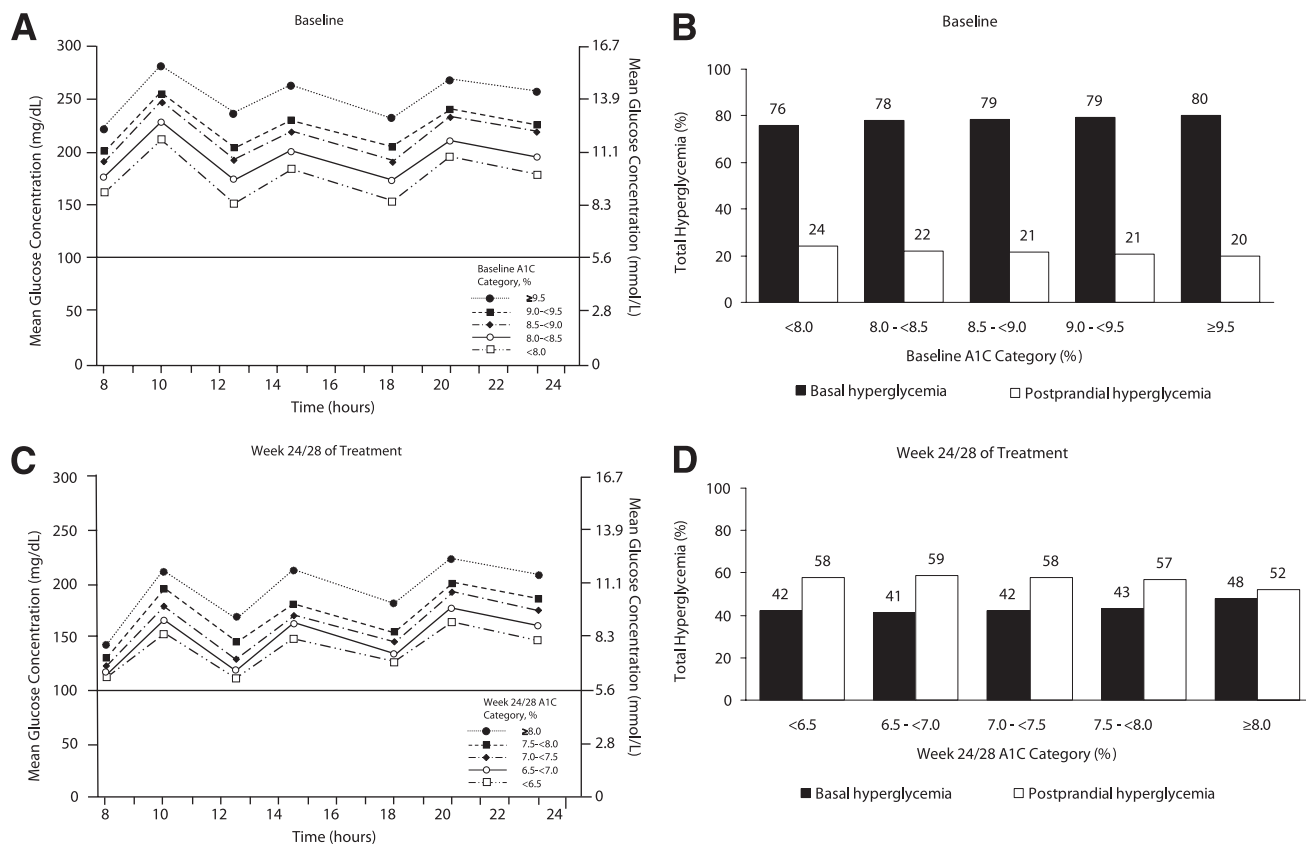 A
Baseline
Mean Glucose Concentration (mg/dL)
300
250
200
150
100
50
0
16.7
13.9
11.1
8.3
5.6
2.8
0
Mean Glucose Concentration (mmol/L)
Baseline A1C
Category, %
≥9.5
9.0-<9.5
8.5-<9.0
8.0-<8.5
<8.0
8 10 12 14 16 18 20 22 24
Time (hours)
B
Baseline
Total Hyperglycemia (%)
100
80
60
40
20
0
76 78 79 79 80
24 22 21 21 20
<8.0 8.0 - <8.5 8.5 - <9.0 9.0 - <9.5 ≥9.5
Baseline A1C Category (%)
Basal hyperglycemia Postprandial hyperglycemia
C
Week 24/28 of Treatment
Mean Glucose Concentration (mg/dL)
300
250
200
150
100
50
0
16.7
13.9
11.1
8.3
5.6
2.8
0
Mean Glucose Concentration (mmol/L)
Week 24/28 A1C
Category, %
≥8.0
7.5-<8.0
7.0-<7.5
6.5-<7.0
<6.5
8 10 12 14 16 18 20 22 24
Time (hours)
D
Week 24/28 of Treatment
Total Hyperglycemia (%)
100
80
60
40
20
0
42 58 41 59 42 58 43 57 48 52
<6.5 6.5 - <7.0 7.0 - <7.5 7.5 - <8.0 ≥8.0
Week 24/28 A1C Category (%)
Basal hyperglycemia Postprandial hyperglycemia